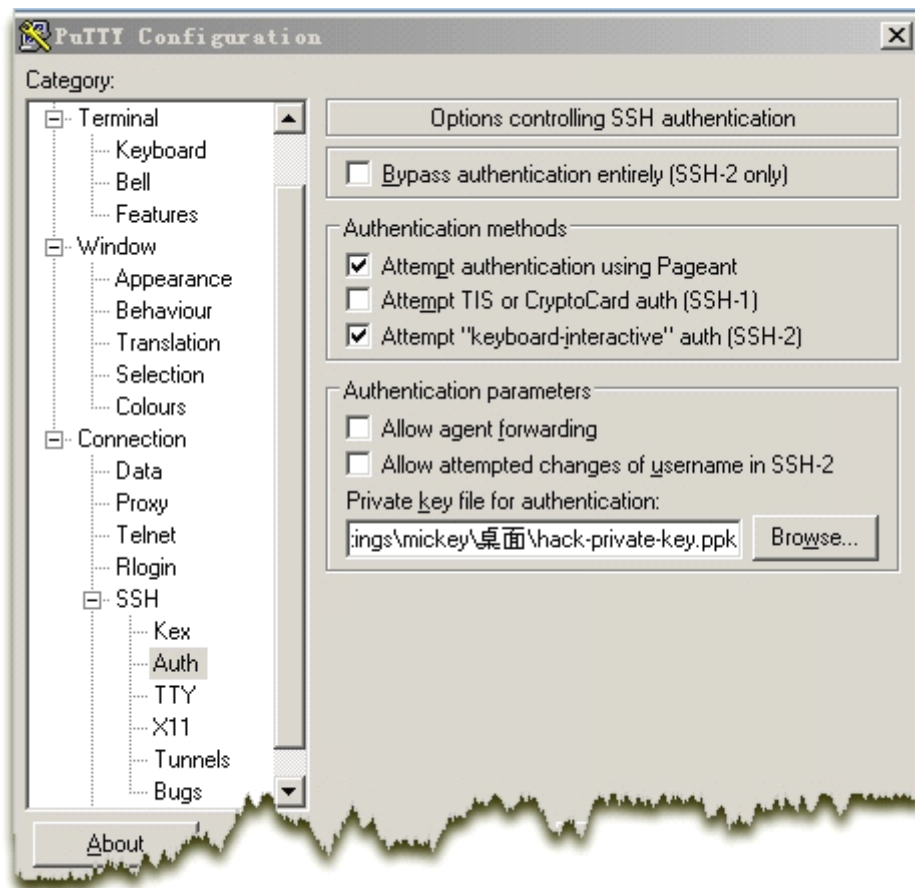 PuTTY Configuration
Category:
Terminal
Keyboard
Bell
Features
Window
Appearance
Behaviour
Translation
Selection
Colours
Connection
Data
Proxy
Telnet
Rlogin
SSH
Kex
Auth
TTY
X11
Tunnels
Bugs
About
Options controlling SSH authentication
Bypass authentication entirely (SSH-2 only)
Authentication methods
Attempt authentication using Pageant
Attempt TIS or CryptoCard auth (SSH-1)
Attempt "keyboard-interactive" auth (SSH-2)
Authentication parameters
Allow agent forwarding
Allow attempted changes of username in SSH-2
Private key file for authentication:
:ings\mickey\桌面\hack-private-key.ppk
Browse...